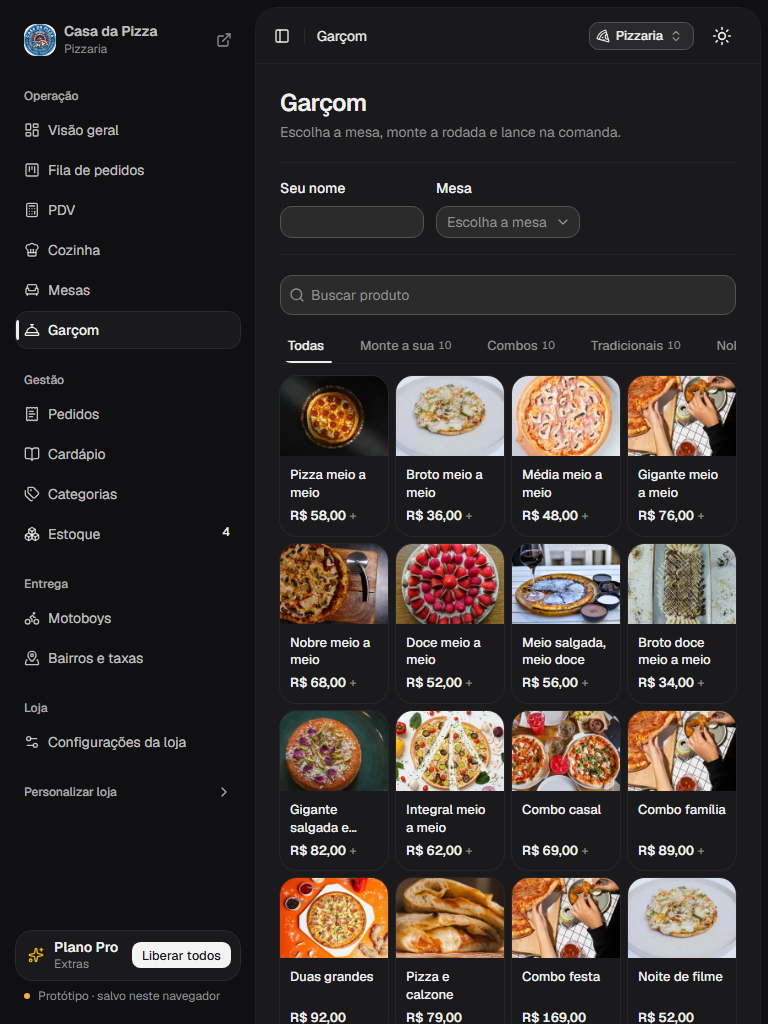 Casa da Pizza
Pizzaria
Operação
Visão geral
Fila de pedidos
PDV
Cozinha
Mesas
Garçom
Gestão
Pedidos
Cardápio
Categorias
Estoque 4
Entrega
Motoboys
Bairros e taxas
Loja
Configurações da loja
Personalizar loja
Plano Pro
Extras
Liberar todos
Protótipo · salvo neste navegador
Garçom
Pizzaria
Garçom
Escolha a mesa, monte a rodada e lance na comanda.
Seu nome Mesa
Escolha a mesa
Buscar produto
Todas Monte a sua 10 Combos 10 Tradicionais 10 Nol
Pizza meio a
meio
R$ 58,00 +
Broto meio a
meio
R$ 36,00 +
Média meio a
meio
R$ 48,00 +
Gigante meio
a meio
R$ 76,00 +
Nobre meio a
meio
R$ 68,00 +
Doce meio a
meio
R$ 52,00 +
Meio salgada,
meio doce
R$ 56,00 +
Broto doce
meio a meio
R$ 34,00 +
Gigante
salgada e...
R$ 82,00 +
Integral meio
a meio
R$ 62,00 +
Combo casal
R$ 69,00 +
Combo família
R$ 89,00 +
Duas grandes
R$ 92,00
Pizza e
calzone
R$ 79,00
Combo festa
R$ 169,00
Noite de filme
R$ 52,00